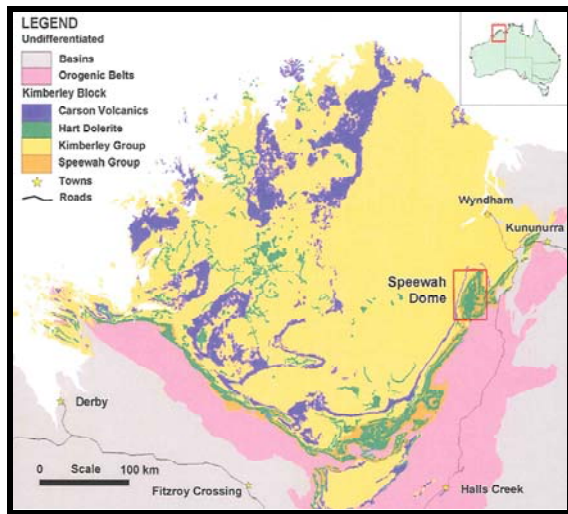 LEGEND
Undifferentiated
Basins
Orogenic Belts
Kimberley Block
Carson Volcanics
Hart Dolerite
Kimberley Group
Speewah Group
Towns
Roads
Wyndham
Kununurra
Speewah
Dome
Derby
0 Scale 100 km
Fitzroy Crossing
Halls Creek